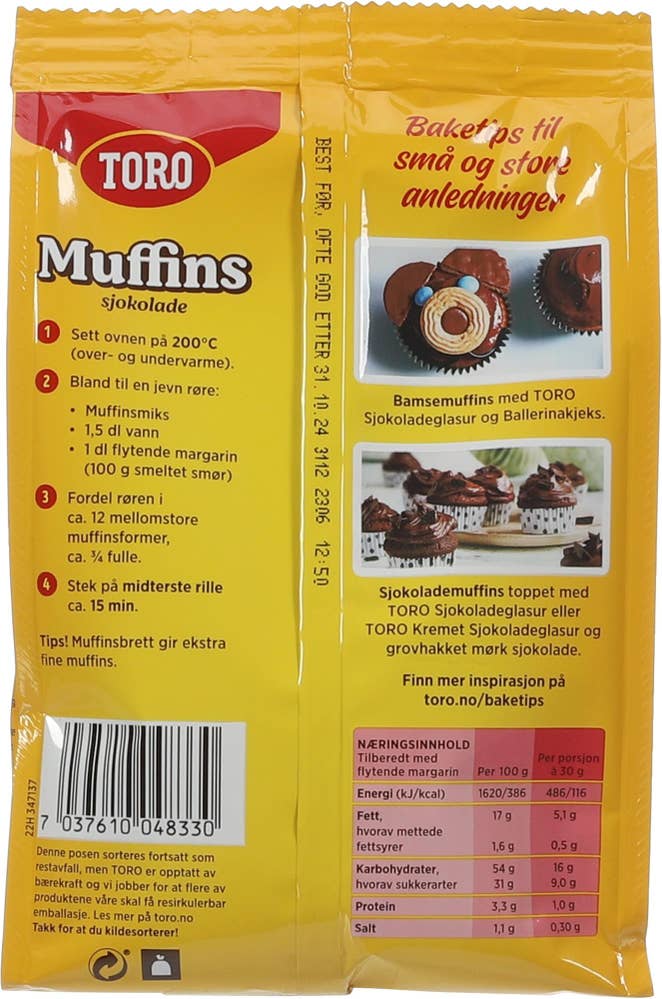 TORO
Muffins
sjokolade
1 Sett ovnen på 200°C
(over- og undervarme).
2 Bland til en jevn røre:
• Muffinsmiks
• 1,5 dl vann
• 1 dl flytende margarin
(100 g smeltet smør)
3 Fordel røren i
ca. 12 mellomstore
muffinsformer,
ca. ¾ fulle.
4 Stek på midterste rille
ca. 15 min.
Tips! Muffinsbrett gir ekstra
fine muffins.
22H 347137
7 037610 048330
Denne posen sorteres fortsatt som
restavfall, men TORO er opptatt av
bærekraft og vi jobber for at flere av
produktene våre skal få resirkulerbar
emballasje. Les mer på toro.no
Takk for at du kildesorterer!
BEST FØR, OFTE GOD ETTER 31.10.24 3112 2306 12:50
Baketips til
små og store
anledninger
Bamsemuffins med TORO
Sjokoladeglasur og Ballerinakjeks.
Sjokolademuffins toppet med
TORO Sjokoladeglasur eller
TORO Kremet Sjokoladeglasur og
grovhakket mørk sjokolade.
Finn mer inspirasjon på
toro.no/baketips
NÆRINGSINNHOLD
Tilberedt med
flytende margarin Per 100 g Per porsjon
à 30 g
Energi (kJ/kcal) 1620/386 486/116
Fett, 17 g 5,1 g
hvorav mettede
fettsyrer 1,6 g 0,5 g
Karbohydrater, 54 g 16 g
hvorav sukkerarter 31 g 9,0 g
Protein 3,3 g 1,0 g
Salt 1,1 g 0,30 g